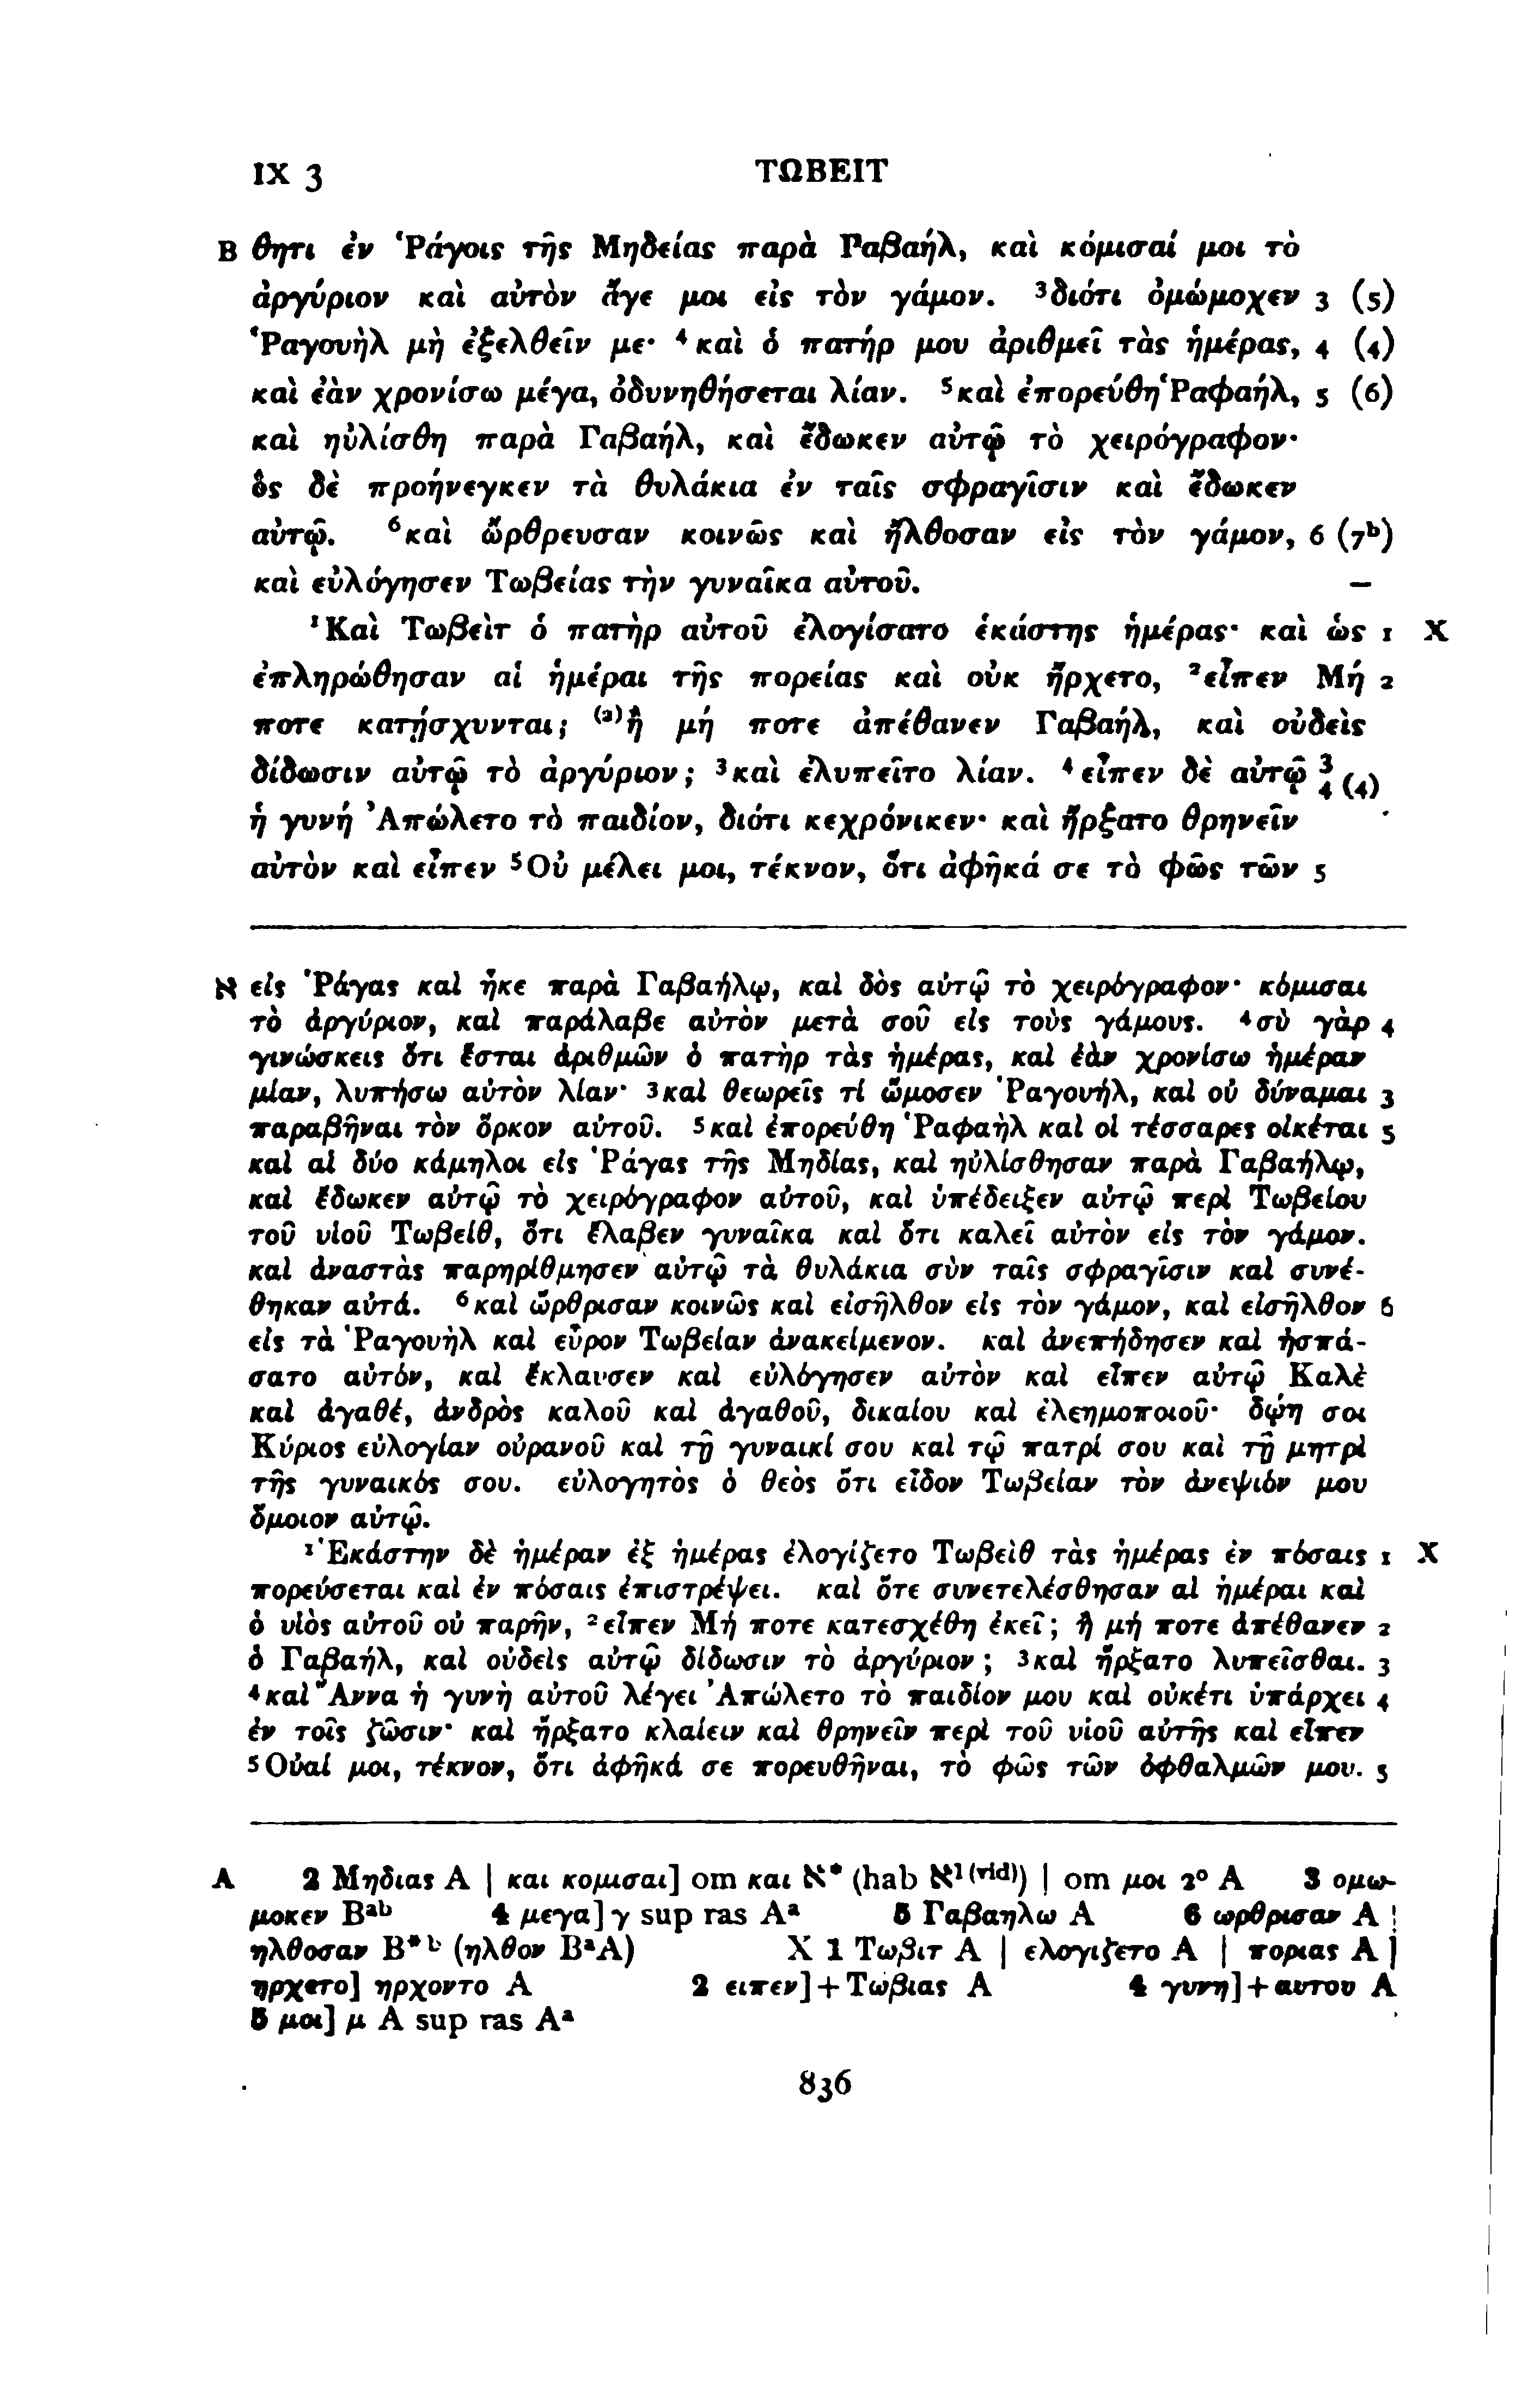 IX 3 ΤΩΒΕΙΤ
B θητι ἐν Ῥάγοις τῆς Μηδείας παρὰ Γαβαήλ, καὶ κόμισαί μοι τὸ
ἀργύριον καὶ αὐτὸν ἄγε μοι εἰς τὸν γάμον. ³διότι ὀμώμοχεν 3 (5)
Ῥαγουὴλ μὴ ἐξελθεῖν με· ⁴καὶ ὁ πατήρ μου ἀριθμεῖ τὰς ἡμέρας, 4 (4)
καὶ ἐὰν χρονίσω μέγα, ὀδυνηθήσεται λίαν. ⁵καὶ ἐπορεύθη Ῥαφαήλ, 5 (6)
καὶ ηὐλίσθη παρὰ Γαβαήλ, καὶ ἔδωκεν αὐτῷ τὸ χειρόγραφον·
ὃς δὲ προήνεγκεν τὰ θυλάκια ἐν ταῖς σφραγῖσιν καὶ ἔδωκεν
αὐτῷ. ⁶καὶ ὤρθρευσαν κοινῶς καὶ ἤλθοσαν εἰς τὸν γάμον, 6 (7ᵇ)
καὶ εὐλόγησεν Τωβείας τὴν γυναῖκα αὐτοῦ. –
¹Καὶ Τωβεὶτ ὁ πατὴρ αὐτοῦ ἐλογίσατο ἑκάστης ἡμέρας· καὶ ὡς 1 X
ἐπληρώθησαν αἱ ἡμέραι τῆς πορείας καὶ οὐκ ἤρχετο, ²εἶπεν Μή 2
ποτε κατῄσχυνται; ⁽²⁾ἢ μή ποτε ἀπέθανεν Γαβαήλ, καὶ οὐδεὶς
δίδωσιν αὐτῷ τὸ ἀργύριον; ³καὶ ἐλυπεῖτο λίαν. ⁴εἶπεν δὲ αὐτῷ 3 4 (4)
ἡ γυνή Ἀπώλετο τὸ παιδίον, διότι κεχρόνικεν· καὶ ἤρξατο θρηνεῖν
αὐτὸν καὶ εἶπεν ⁵Οὐ μέλει μοι, τέκνον, ὅτι ἀφῆκά σε τὸ φῶς τῶν 5
א εἰς Ῥάγας καὶ ἧκε παρὰ Γαβαήλῳ, καὶ δὸς αὐτῷ τὸ χειρόγραφον· κόμισαι
τὸ ἀργύριον, καὶ παράλαβε αὐτὸν μετὰ σοῦ εἰς τοὺς γάμους. ⁴σὺ γὰρ 4
γινώσκεις ὅτι ἔσται ἀριθμῶν ὁ πατὴρ τὰς ἡμέρας, καὶ ἐὰν χρονίσω ἡμέραν
μίαν, λυπήσω αὐτὸν λίαν· ³καὶ θεωρεῖς τί ὤμοσεν Ῥαγουήλ, καὶ οὐ δύναμαι 3
παραβῆναι τὸν ὅρκον αὐτοῦ. ⁵καὶ ἐπορεύθη Ῥαφαὴλ καὶ οἱ τέσσαρες οἰκέται 5
καὶ αἱ δύο κάμηλοι εἰς Ῥάγας τῆς Μηδίας, καὶ ηὐλίσθησαν παρὰ Γαβαήλῳ,
καὶ ἔδωκεν αὐτῷ τὸ χειρόγραφον αὐτοῦ, καὶ ὑπέδειξεν αὐτῷ περὶ Τωβείου
τοῦ υἱοῦ Τωβείθ, ὅτι ἔλαβεν γυναῖκα καὶ ὅτι καλεῖ αὐτὸν εἰς τὸν γάμον.
καὶ ἀναστὰς παρηρίθμησεν αὐτῷ τὰ θυλάκια σὺν ταῖς σφραγῖσιν καὶ συνέ-
θηκαν αὐτά. ⁶καὶ ὤρθρισαν κοινῶς καὶ εἰσῆλθον εἰς τὸν γάμον, καὶ εἰσῆλθον 6
εἰς τὰ Ῥαγουὴλ καὶ εὗρον Τωβείαν ἀνακείμενον. καὶ ἀνεπήδησεν καὶ ἠσπά-
σατο αὐτόν, καὶ ἔκλαυσεν καὶ εὐλόγησεν αὐτὸν καὶ εἶπεν αὐτῷ Καλὲ
καὶ ἀγαθέ, ἀνδρὸς καλοῦ καὶ ἀγαθοῦ, δικαίου καὶ ἐλεημοποιοῦ· δῴη σοι
Κύριος εὐλογίαν οὐρανοῦ καὶ τῇ γυναικί σου καὶ τῷ πατρί σου καὶ τῇ μητρὶ
τῆς γυναικός σου. εὐλογητὸς ὁ θεὸς ὅτι εἶδον Τωβείαν τὸν ἀνεψιόν μου
ὅμοιον αὐτῷ.
¹Ἑκάστην δὲ ἡμέραν ἐξ ἡμέρας ἐλογίζετο Τωβεὶθ τὰς ἡμέρας ἐν πόσαις 1 X
πορεύσεται καὶ ἐν πόσαις ἐπιστρέψει. καὶ ὅτε συνετελέσθησαν αἱ ἡμέραι καὶ
ὁ υἱὸς αὐτοῦ οὐ παρῆν, ²εἶπεν Μή ποτε κατεσχέθη ἐκεῖ; ἢ μή ποτε ἀπέθανεν 2
ὁ Γαβαήλ, καὶ οὐδεὶς αὐτῷ δίδωσιν τὸ ἀργύριον; ³καὶ ἤρξατο λυπεῖσθαι. 3
⁴καὶ Ἄννα ἡ γυνὴ αὐτοῦ λέγει Ἀπώλετο τὸ παιδίον μου καὶ οὐκέτι ὑπάρχει 4
ἐν τοῖς ζῶσιν· καὶ ἤρξατο κλαίειν καὶ θρηνεῖν περὶ τοῦ υἱοῦ αὐτῆς καὶ εἶπεν
⁵Οὐαί μοι, τέκνον, ὅτι ἀφῆκά σε πορευθῆναι, τὸ φῶς τῶν ὀφθαλμῶν μου. 5
A 2 Μηδιας A | και κομισαι] om και א* (hab א¹⁽ᵛⁱᵈ⁾) | om μοι 2° A 3 ομω-
μοκεν Bᵃᵇ 4 μεγα] γ sup ras Aᵃ 5 Γαβαηλω A 6 ωρθρισαν A |
ηλθοσαν B*ᵇ (ηλθον BᵃA) X 1 Τωβιτ A | ελογιζετο A | ποριας A |
ηρχετο] ηρχοντο A 2 ειπεν]+Τωβιας A 4 γυνη]+αυτου A
5 μοι] μ A sup ras Aᵃ
836